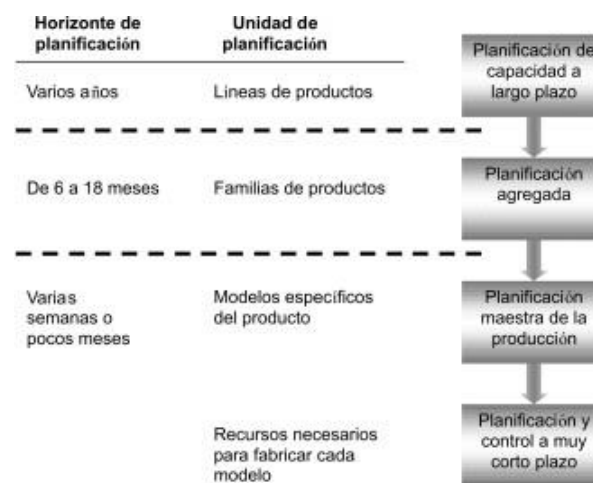 Horizonte de
planificación
Unidad de
planificación
Planificación de
capacidad a
largo plazo
Varios años
Lineas de productos
De 6 a 18 meses
Familias de productos
Planificación
agregada
Varias
semanas o
pocos meses
Modelos específicos
del producto
Planificación
maestra de la
producción
Recursos necesarios
para fabricar cada
modelo
Planificación y
control a muy
corto plazo